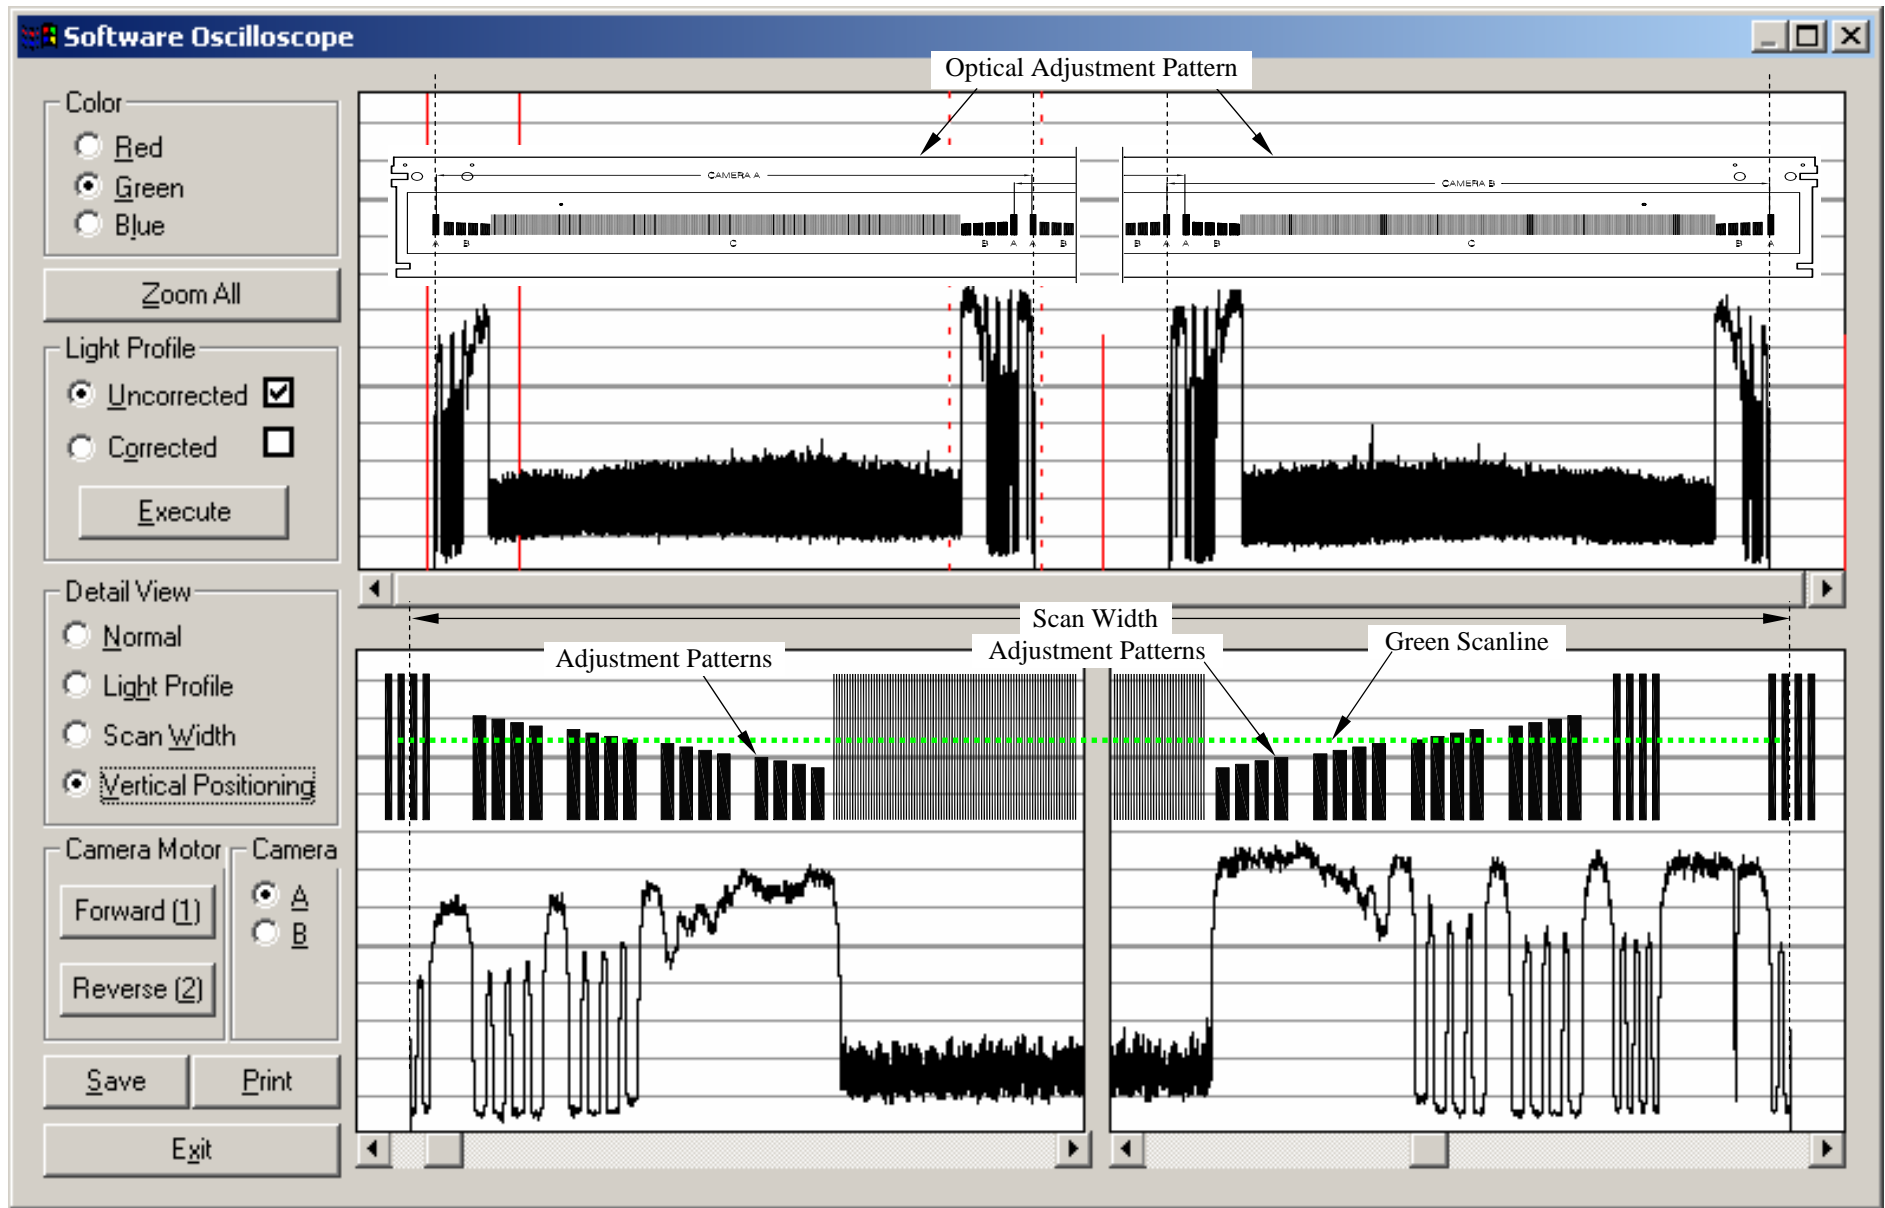 Software Oscilloscope
Optical Adjustment Pattern
Color
Red
Green
Blue
Zoom All
Light Profile
Uncorrected
Corrected
Execute
Detail View
Normal
Light Profile
Scan Width
Vertical Positioning
Camera Motor
Forward (1)
Reverse (2)
Camera
A
B
Save
Print
Exit
CAMERA A
CAMERA B
A B C B A A B
B A A B C B A
Scan Width
Adjustment Patterns
Adjustment Patterns
Green Scanline